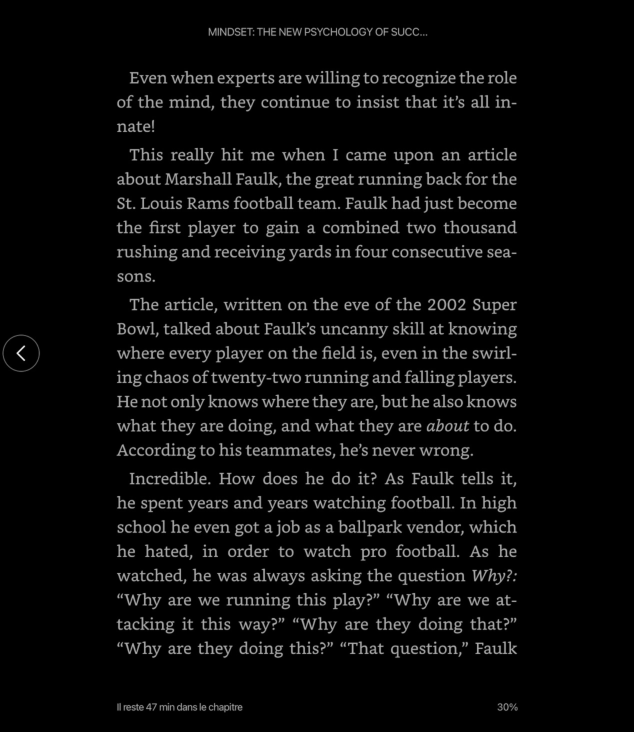 MINDSET: THE NEW PSYCHOLOGY OF SUCC...
Even when experts are willing to recognize the role
of the mind, they continue to insist that it's all in-
nate!
This really hit me when I came upon an article
about Marshall Faulk, the great running back for the
St. Louis Rams football team. Faulk had just become
the first player to gain a combined two thousand
rushing and receiving yards in four consecutive sea-
sons.
The article, written on the eve of the 2002 Super
Bowl, talked about Faulk's uncanny skill at knowing
where every player on the field is, even in the swirl-
ing chaos of twenty-two running and falling players.
He not only knows where they are, but he also knows
what they are doing, and what they are about to do.
According to his teammates, he's never wrong.
Incredible. How does he do it? As Faulk tells it,
he spent years and years watching football. In high
school he even got a job as a ballpark vendor, which
he hated, in order to watch pro football. As he
watched, he was always asking the question Why?:
“Why are we running this play?” “Why are we at-
tacking it this way?” “Why are they doing that?”
“Why are they doing this?” “That question,” Faulk
Il reste 47 min dans le chapitre
30%